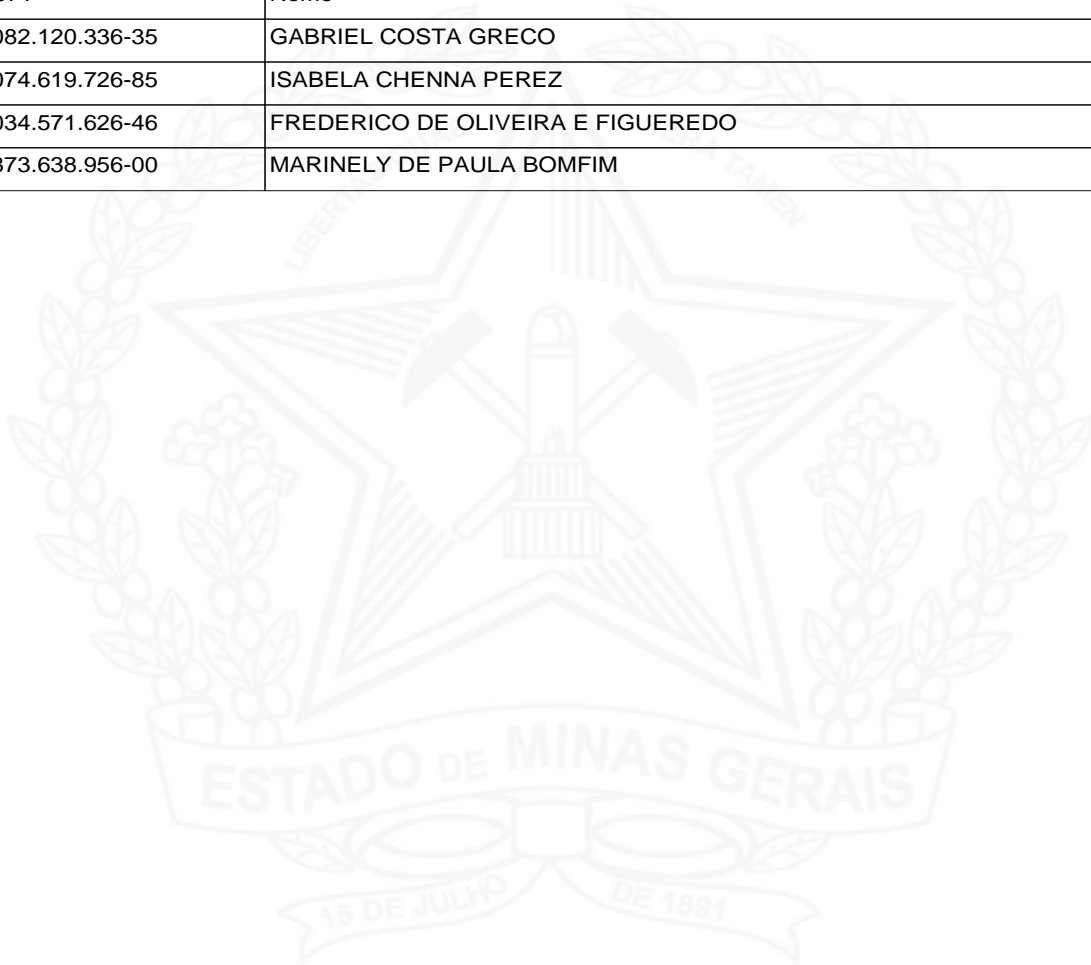 Nome
082.120.336-35 GABRIEL COSTA GRECO
074.619.726-85 ISABELA CHENNA PEREZ
034.571.626-46 FREDERICO DE OLIVEIRA E FIGUEREDO
873.638.956-00 MARINELY DE PAULA BOMFIM
ESTADO DE MINAS GERAIS
15 DE JULHO DE 1891